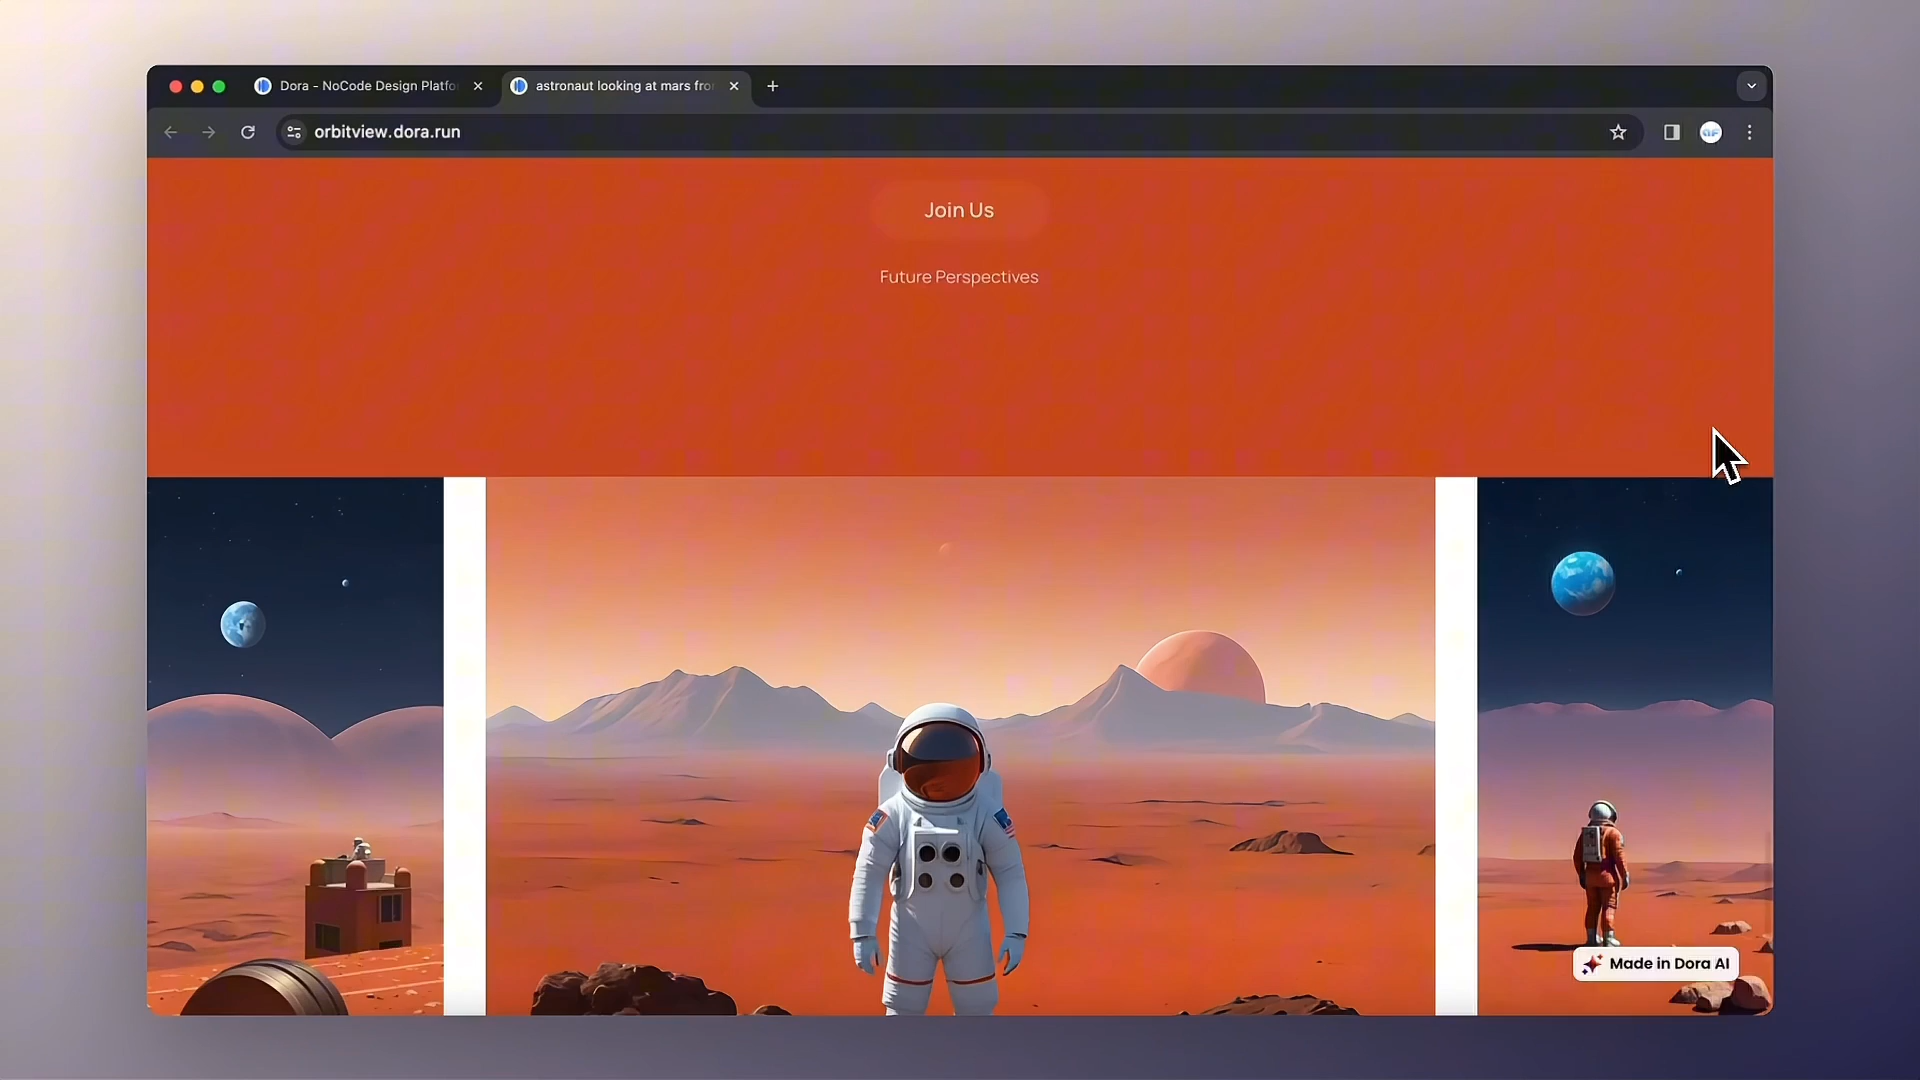 Dora - NoCode Design Platfo
astronaut looking at mars fro
orbitview.dora.run
Join Us
Future Perspectives
Made in Dora AI